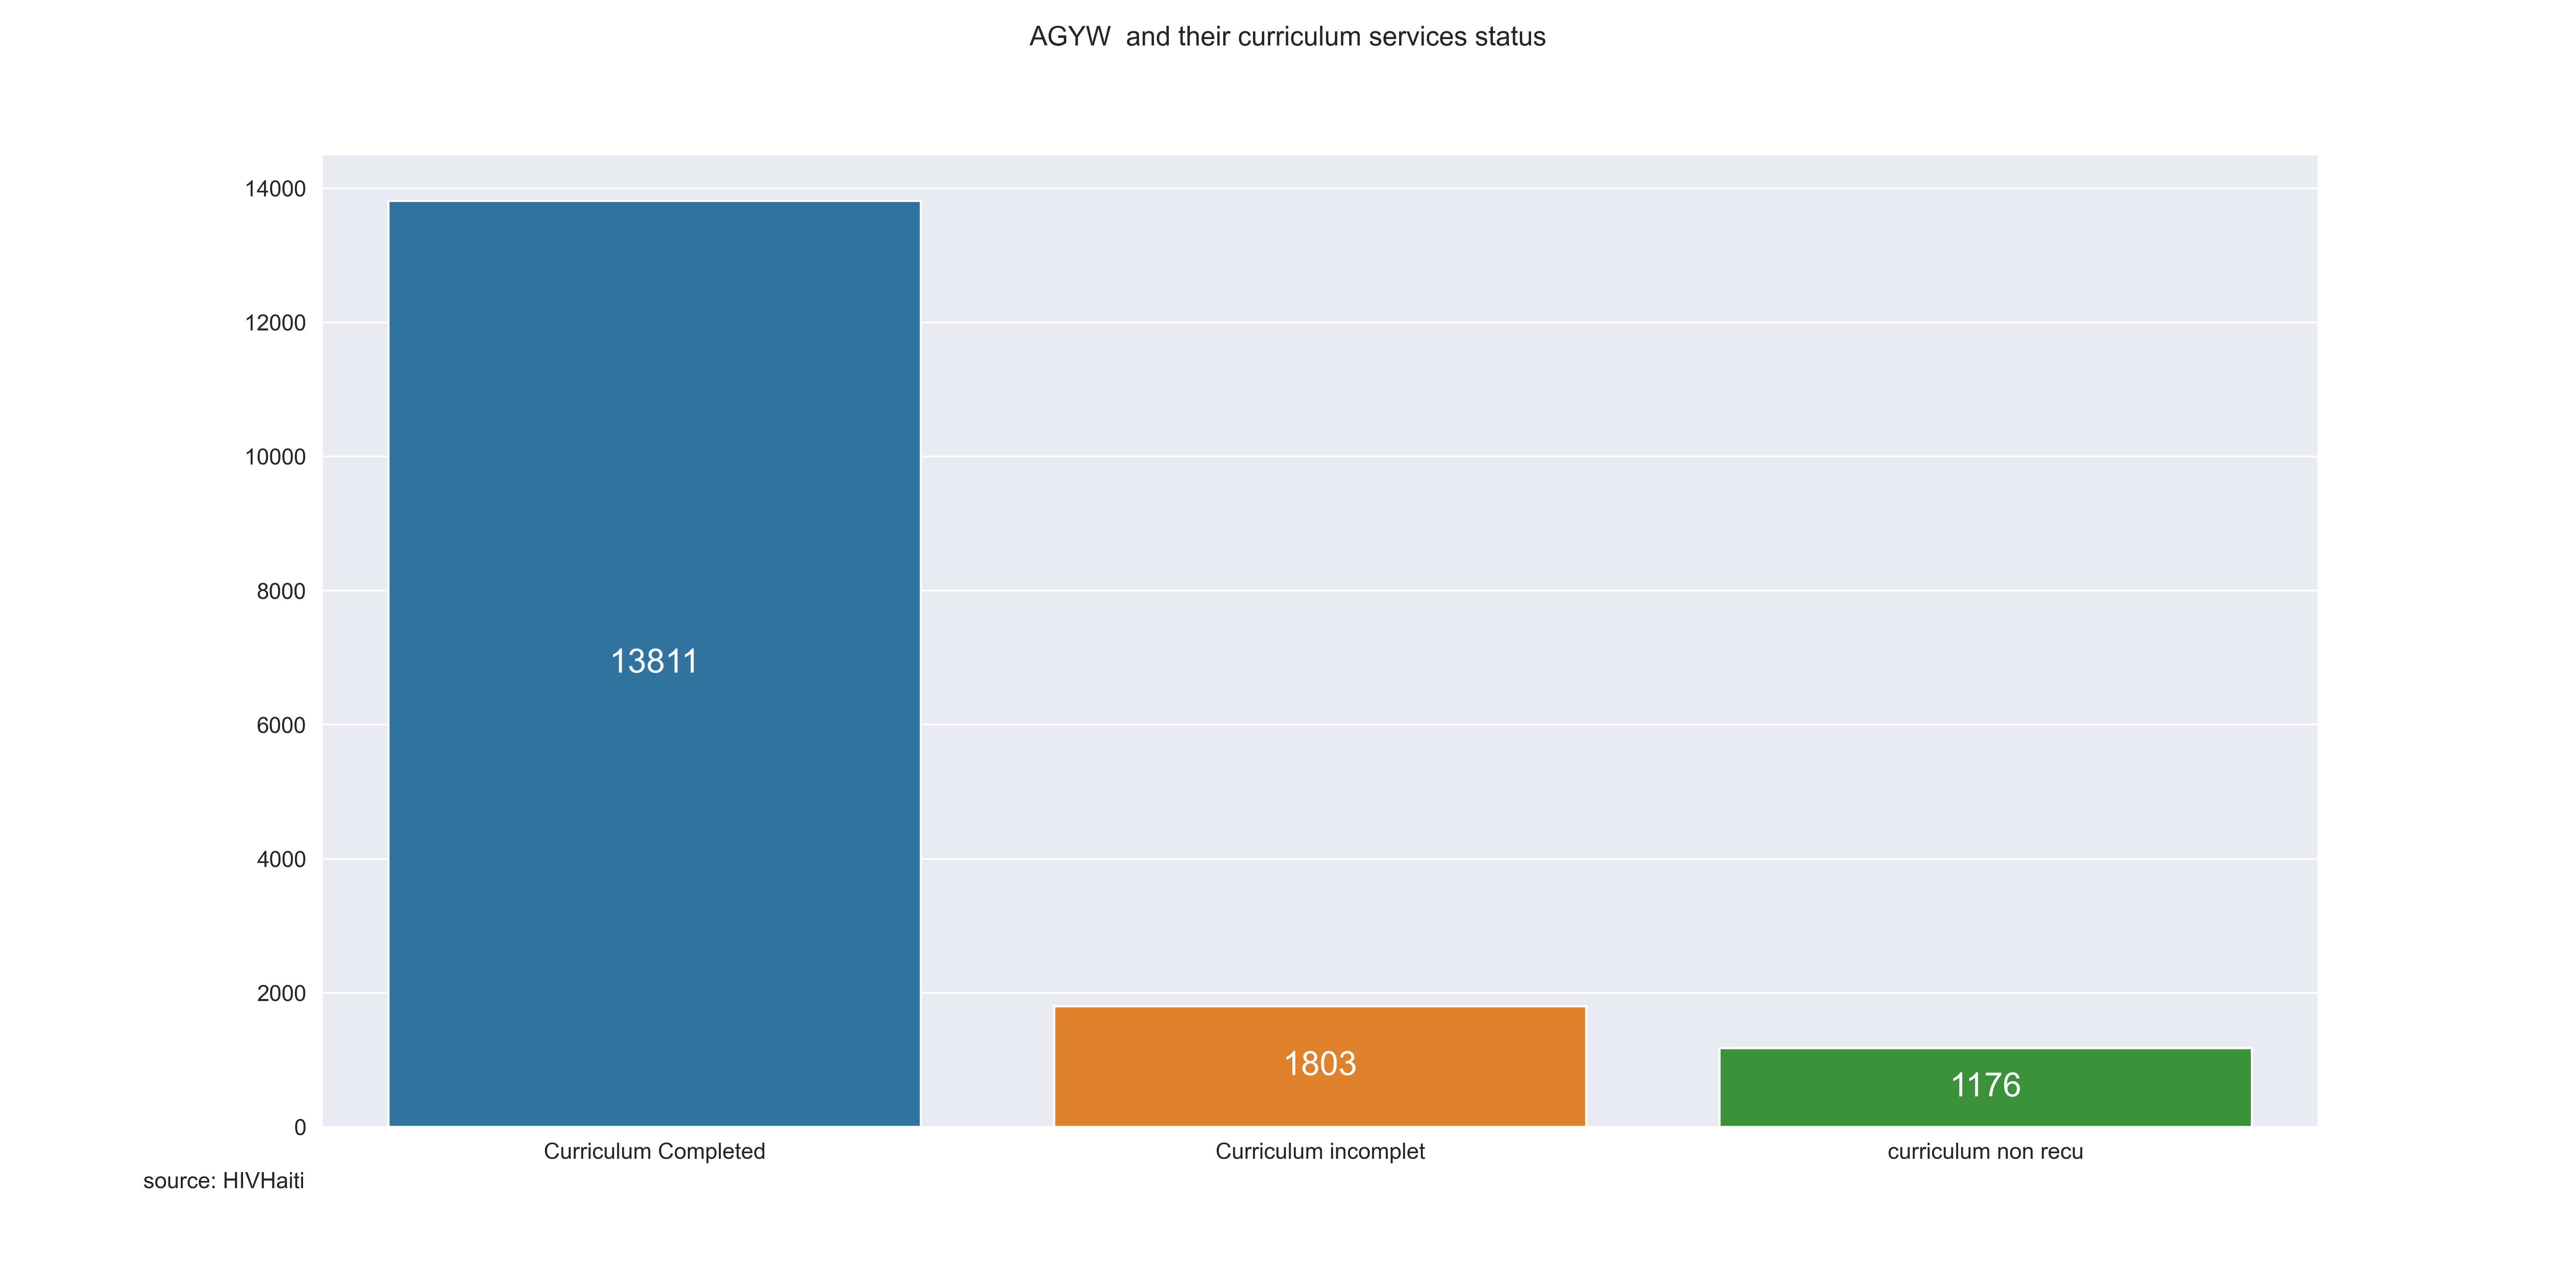 AGYW  and their curriculum services status
14000
12000
10000
8000
6000
4000
2000
0
13811
1803
1176
Curriculum Completed
Curriculum incomplet
curriculum non recu
source: HIVHaiti